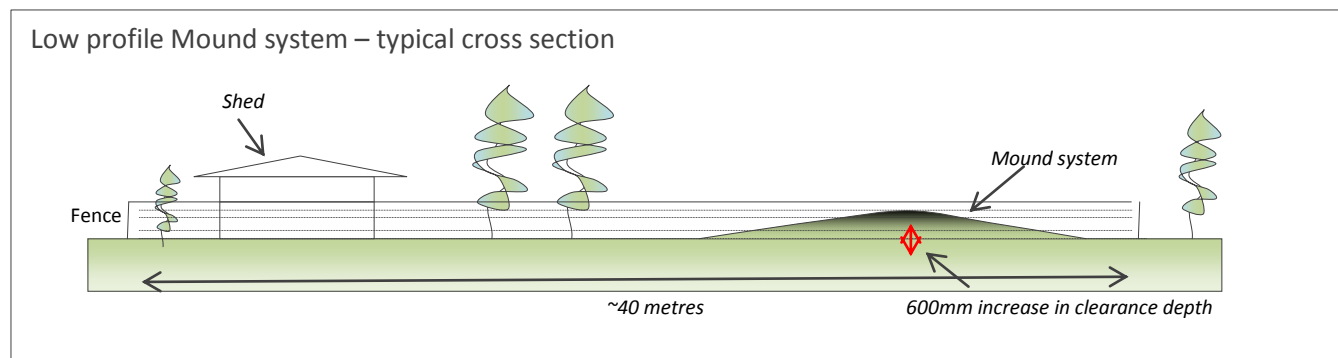 Low profile Mound system – typical cross section
Shed
Mound system
Fence
~40 metres
600mm increase in clearance depth